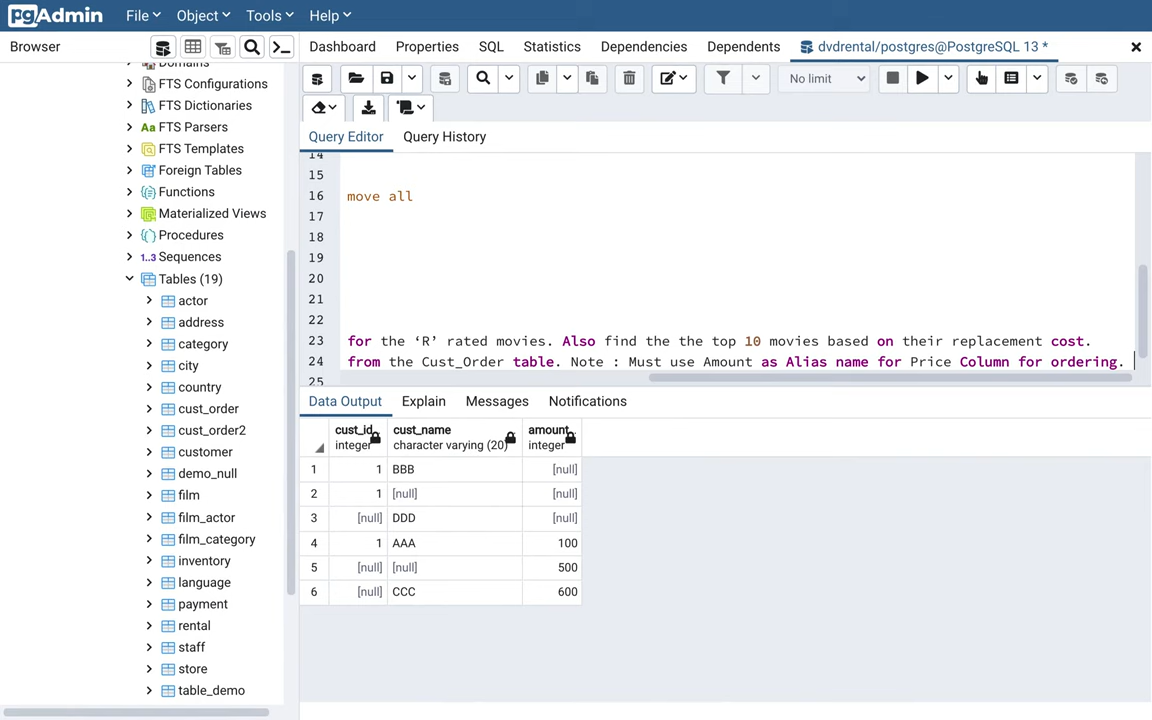 pgAdmin File Object Tools Help
Browser Dashboard Properties SQL Statistics Dependencies Dependents dvdrental/postgres@PostgreSQL 13 *
No limit
Query Editor Query History
Domains
FTS Configurations
FTS Dictionaries
Aa FTS Parsers
FTS Templates
Foreign Tables
Functions
Materialized Views
Procedures
1..3 Sequences
Tables (19)
actor
address
category
city
country
cust_order
cust_order2
customer
demo_null
film
film_actor
film_category
inventory
language
payment
rental
staff
store
table_demo
14
15
16 move all
17
18
19
20
21
22
23 for the ‘R’ rated movies. Also find the the top 10 movies based on their replacement cost.
24 from the Cust_Order table. Note : Must use Amount as Alias name for Price Column for ordering.
25
Data Output Explain Messages Notifications
cust_id cust_name amount
integer character varying (20) integer
1 1 BBB [null]
2 1 [null] [null]
3 [null] DDD [null]
4 1 AAA 100
5 [null] [null] 500
6 [null] CCC 600